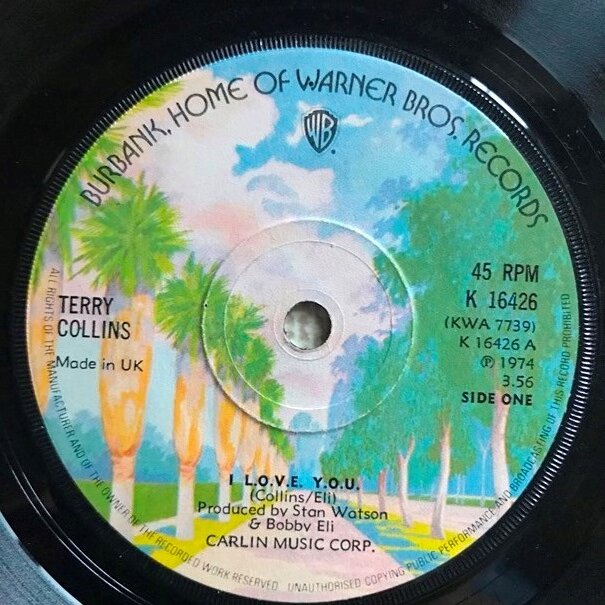 BURBANK, HOME OF WARNER BROS. RECORDS
WB
45 RPM
K 16426
(KWA 7739)
K 16426 A
Ⓟ 1974
3.56
SIDE ONE
TERRY
COLLINS
Made in UK
I L.O.V.E. Y.O.U.
(Collins/Eli)
Produced by Stan Watson
& Bobby Eli
CARLIN MUSIC CORP.
ALL RIGHTS OF THE MANUFACTURER AND OF THE OWNER OF THE RECORDED WORK RESERVED UNAUTHORISED COPYING PUBLIC PERFORMANCE AND BROADCASTING OF THIS RECORD PROHIBITED